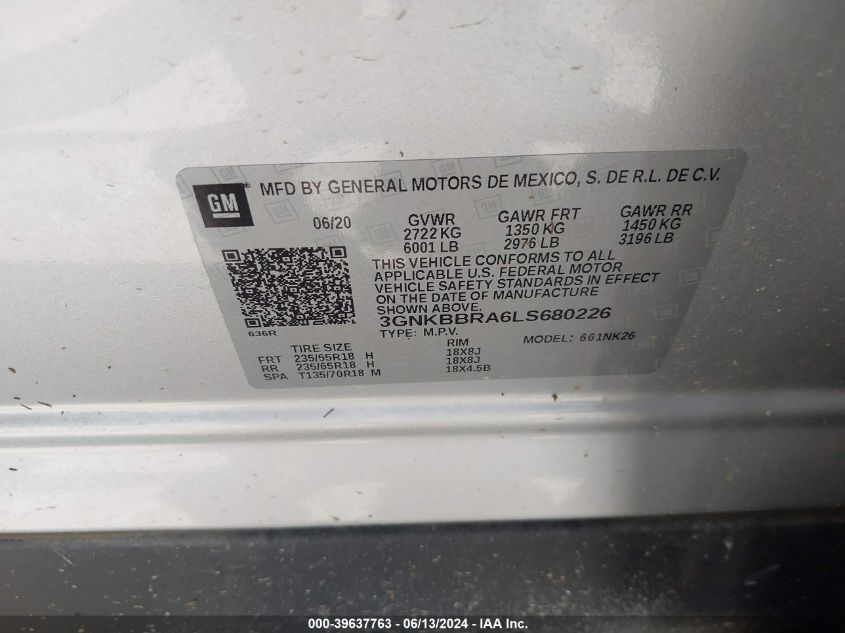 GM
MFD BY GENERAL MOTORS DE MEXICO, S. DE R.L. DE C.V.
06/20 GVWR GAWR FRT GAWR RR
2722 KG 1350 KG 1450 KG
6001 LB 2976 LB 3196 LB
THIS VEHICLE CONFORMS TO ALL
APPLICABLE U.S. FEDERAL MOTOR
VEHICLE SAFETY STANDARDS IN EFFECT
ON THE DATE OF MANUFACTURE
SHOWN ABOVE.
3GNKBBRA6LS680226
636R TYPE: M.P.V. MODEL: 661NK26
TIRE SIZE RIM
FRT 235/65R18 H 18X8J
RR 235/65R18 H 18X8J
SPA T135/70R18 M 18X4.5B
000-39637763 - 06/13/2024 - IAA Inc.